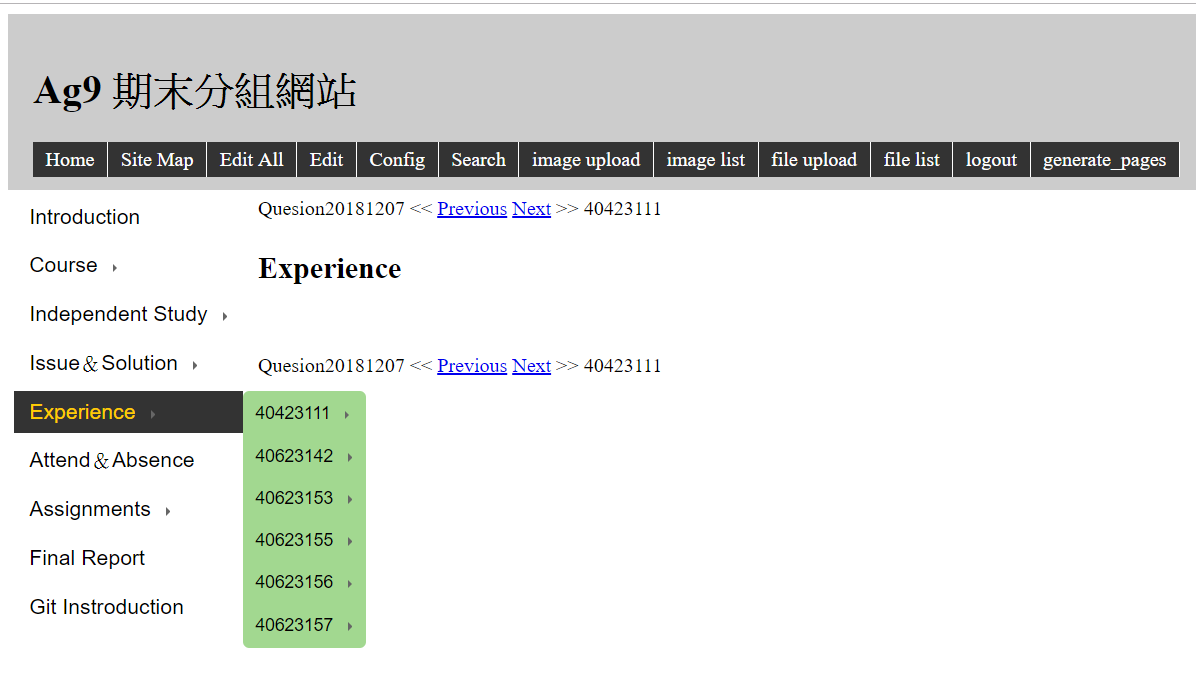 Ag9 期末分組網站
Home Site Map Edit All Edit Config Search image upload image list file upload file list logout generate_pages
Introduction
Course
Independent Study
Issue＆Solution
Experience
Attend＆Absence
Assignments
Final Report
Git Instroduction
Quesion20181207 << Previous Next >> 40423111
Experience
Quesion20181207 << Previous Next >> 40423111
40423111
40623142
40623153
40623155
40623156
40623157